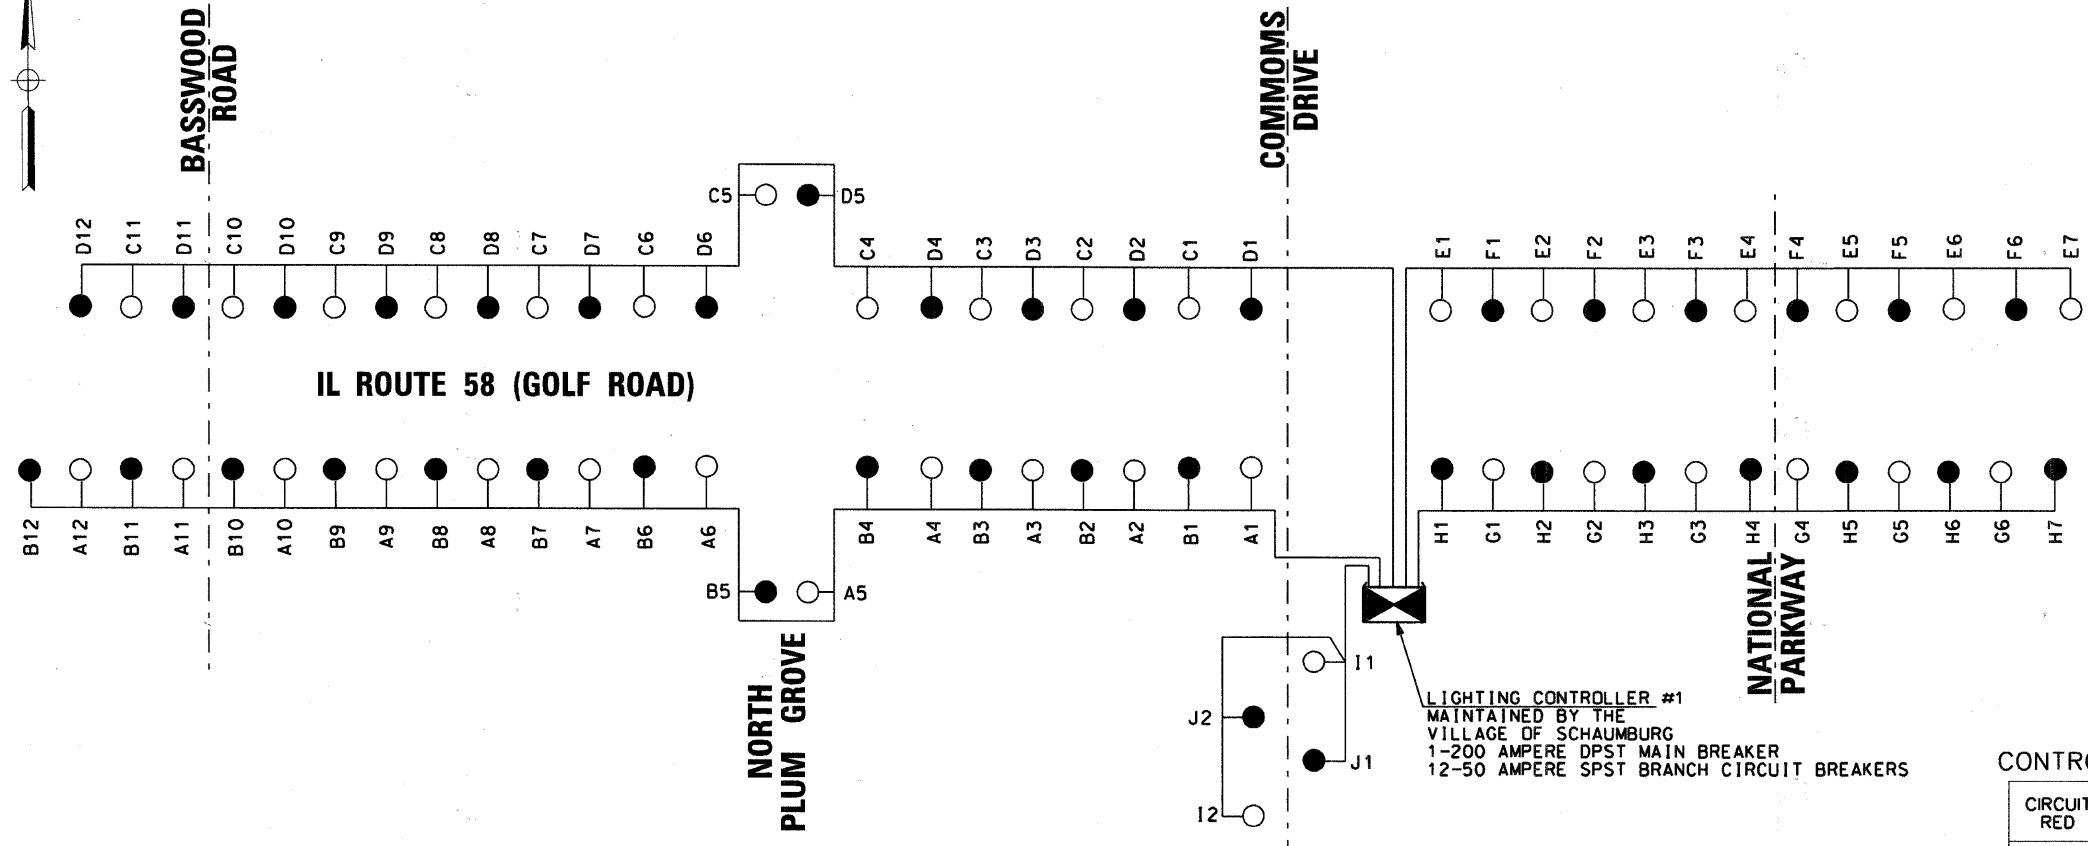 BASSWOOD
ROAD
COMMOMS
DRIVE
C5
D5
D12
C11
D11
C10
D10
C9
D9
C8
D8
C7
D7
C6
D6
C4
D4
C3
D3
C2
D2
C1
D1
E1
F1
E2
F2
E3
F3
E4
F4
E5
F5
E6
F6
E7
IL ROUTE 58 (GOLF ROAD)
B12
A12
B11
A11
B10
A10
B9
A9
B8
A8
B7
A7
B6
A6
B4
A4
B3
A3
B2
A2
B1
A1
H1
G1
H2
G2
H3
G3
H4
G4
H5
G5
H6
G6
H7
B5
A5
NORTH
PLUM GROVE
NATIONAL
PARKWAY
I1
J2
J1
I2
LIGHTING CONTROLLER #1
MAINTAINED BY THE
VILLAGE OF SCHAUMBURG
1-200 AMPERE DPST MAIN BREAKER
12-50 AMPERE SPST BRANCH CIRCUIT BREAKERS
CONTRO
CIRCUIT
RED